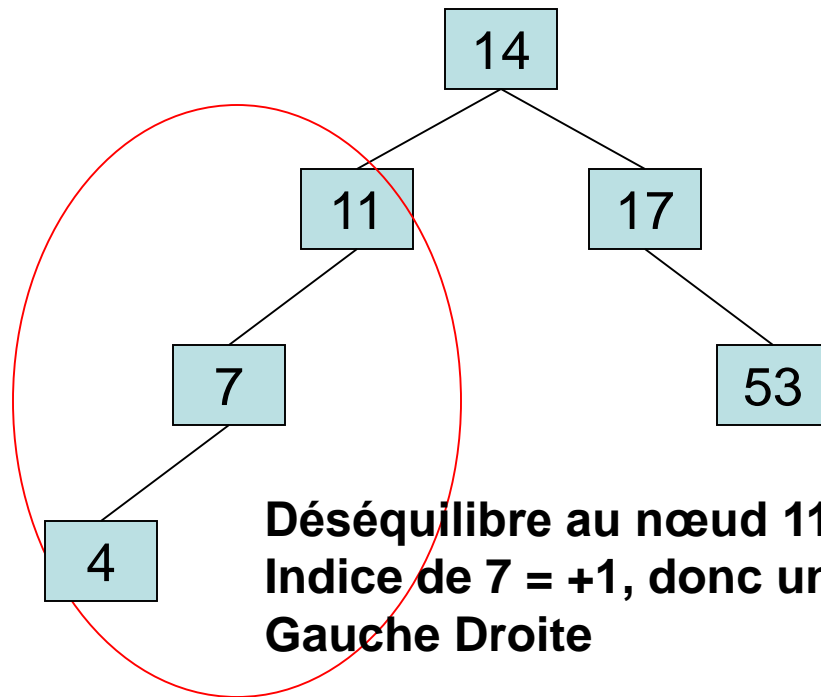 14
11 17
7 53
4
Déséquilibre au nœud 11
Indice de 7 = +1, donc un
Gauche Droite